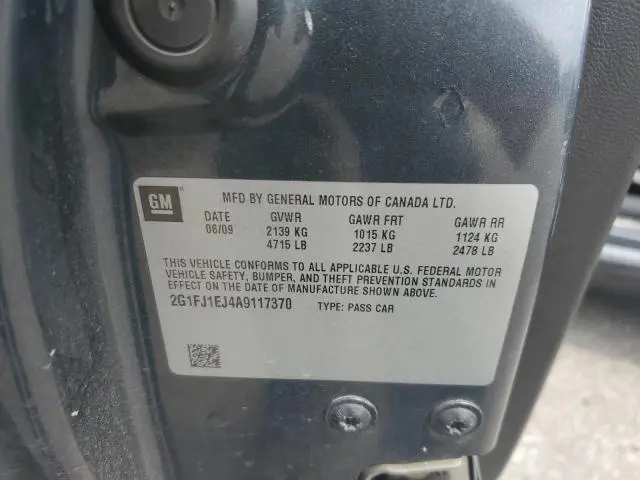 GM
MFD BY GENERAL MOTORS OF CANADA LTD.
DATE GVWR GAWR FRT GAWR RR
06/09 2139 KG 1015 KG 1124 KG
4715 LB 2237 LB 2478 LB
THIS VEHICLE CONFORMS TO ALL APPLICABLE U.S. FEDERAL MOTOR
VEHICLE SAFETY, BUMPER, AND THEFT PREVENTION STANDARDS IN
EFFECT ON THE DATE OF MANUFACTURE SHOWN ABOVE.
2G1FJ1EJ4A9117370 TYPE: PASS CAR